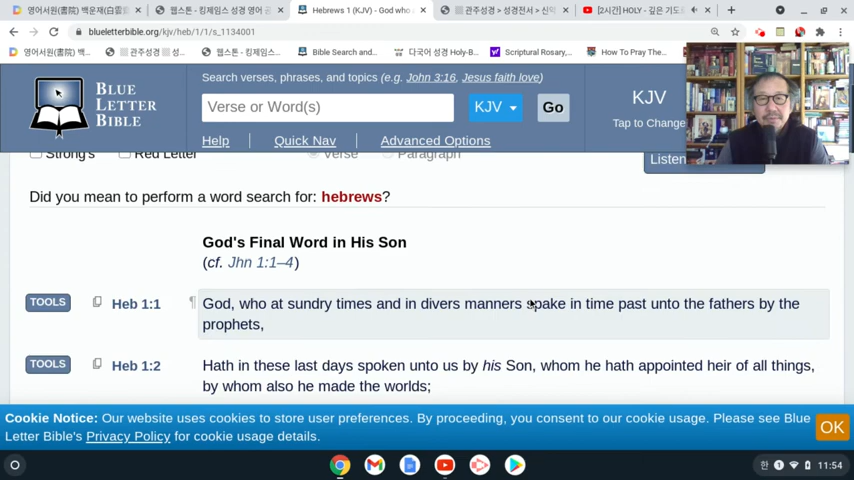 영어서원(書院) 백운재(白雲
웹스톤 - 킹제임스 성경 영어 공
Hebrews 1 (KJV) - God who
관주성경 > 성경전서 > 신약
[2시간] HOLY - 깊은 기도
blueletterbible.org/kjv/heb/1/1/s_1134001
영어서원(書院) 백운재(白...
관주성경 > 성...
웹스톤 - 킹제임스...
Bible Search and...
다국어 성경 Holy-B...
Scriptural Rosary,...
How To Pray The...
BLUE
LETTER
BIBLE
Search verses, phrases, and topics (e.g. John 3:16, Jesus faith love)
Verse or Word(s)
KJV
Go
Help
Quick Nav
Advanced Options
KJV
Tap to Change
Strong's
Red Letter
Verse
Paragraph
Listen
Did you mean to perform a word search for: hebrews?
God's Final Word in His Son
(cf. Jhn 1:1–4)
TOOLS
Heb 1:1
¶ God, who at sundry times and in divers manners spake in time past unto the fathers by the
prophets,
TOOLS
Heb 1:2
Hath in these last days spoken unto us by his Son, whom he hath appointed heir of all things,
by whom also he made the worlds;
Cookie Notice: Our website uses cookies to store user preferences. By proceeding, you consent to our cookie usage. Please see Blue
Letter Bible's Privacy Policy for cookie usage details.
OK
한
1
11:54